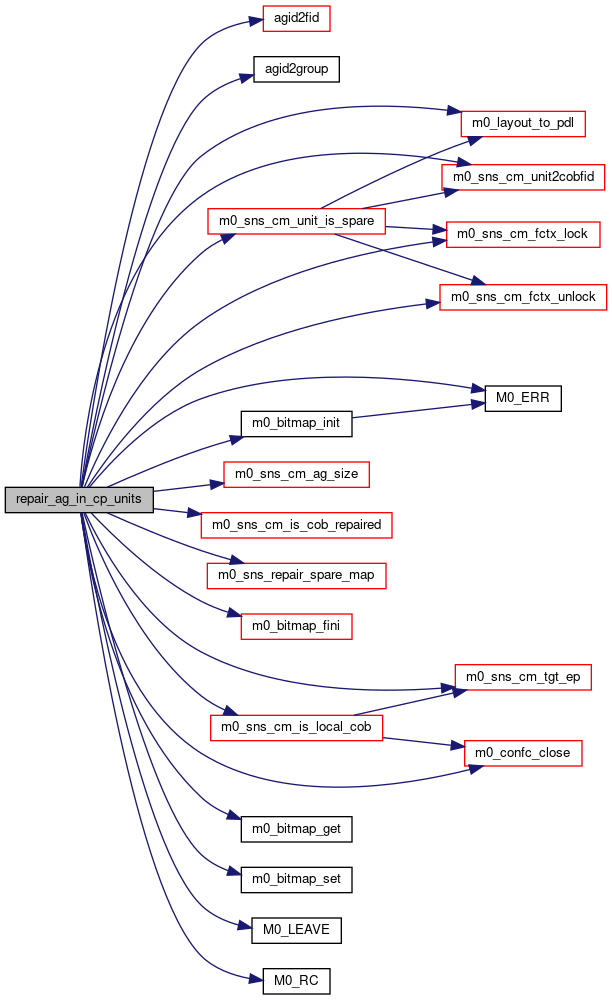 agid2fid
agid2group
m0_layout_to_pdl
m0_sns_cm_unit2cobfid
m0_sns_cm_unit_is_spare
m0_sns_cm_fctx_lock
m0_sns_cm_fctx_unlock
M0_ERR
m0_bitmap_init
m0_sns_cm_ag_size
repair_ag_in_cp_units
m0_sns_cm_is_cob_repaired
m0_sns_repair_spare_map
m0_bitmap_fini
m0_sns_cm_tgt_ep
m0_sns_cm_is_local_cob
m0_confc_close
m0_bitmap_get
m0_bitmap_set
M0_LEAVE
M0_RC